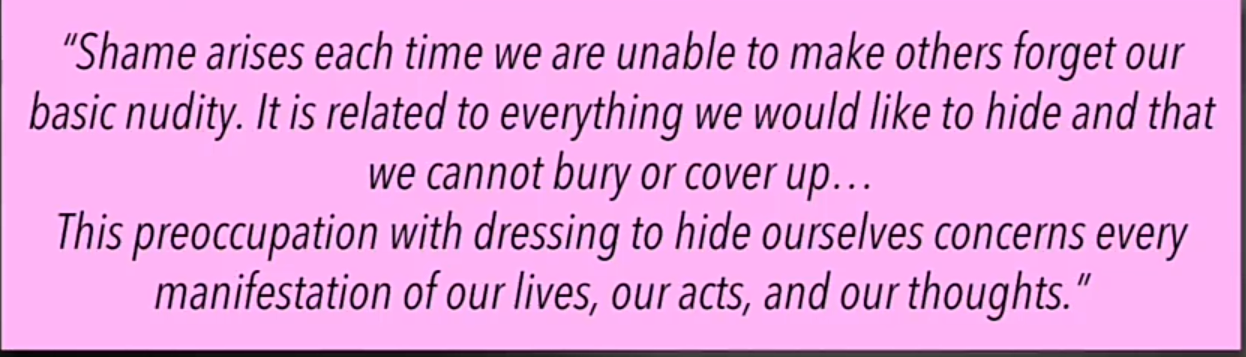 “Shame arises each time we are unable to make others forget our
basic nudity. It is related to everything we would like to hide and that
we cannot bury or cover up…
This preoccupation with dressing to hide ourselves concerns every
manifestation of our lives, our acts, and our thoughts.”